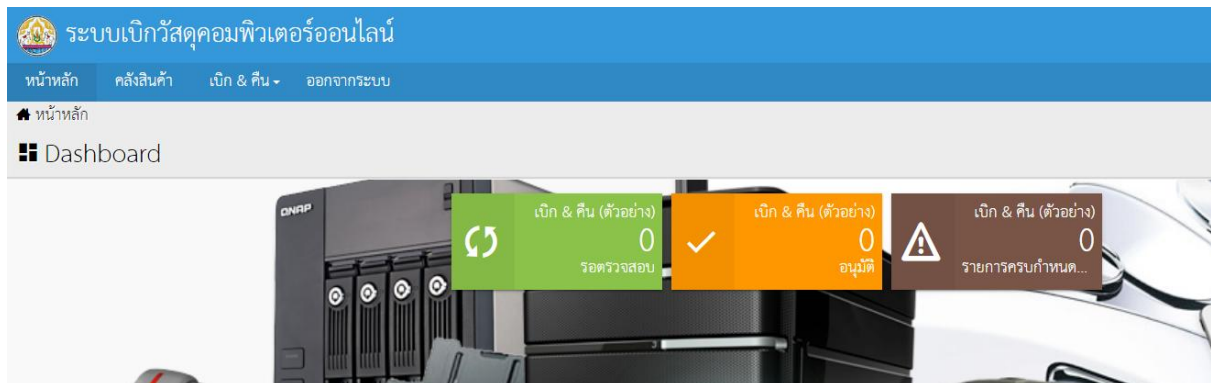 ระบบเบิกวัสดุคอมพิวเตอร์ออนไลน์
หน้าหลัก คลังสินค้า เบิก & คืน ออกจากระบบ
หน้าหลัก
Dashboard
QNAP
เบิก & คืน (ตัวอย่าง)
0
รอตรวจสอบ
เบิก & คืน (ตัวอย่าง)
0
อนุมัติ
เบิก & คืน (ตัวอย่าง)
0
รายการครบกำหนด...